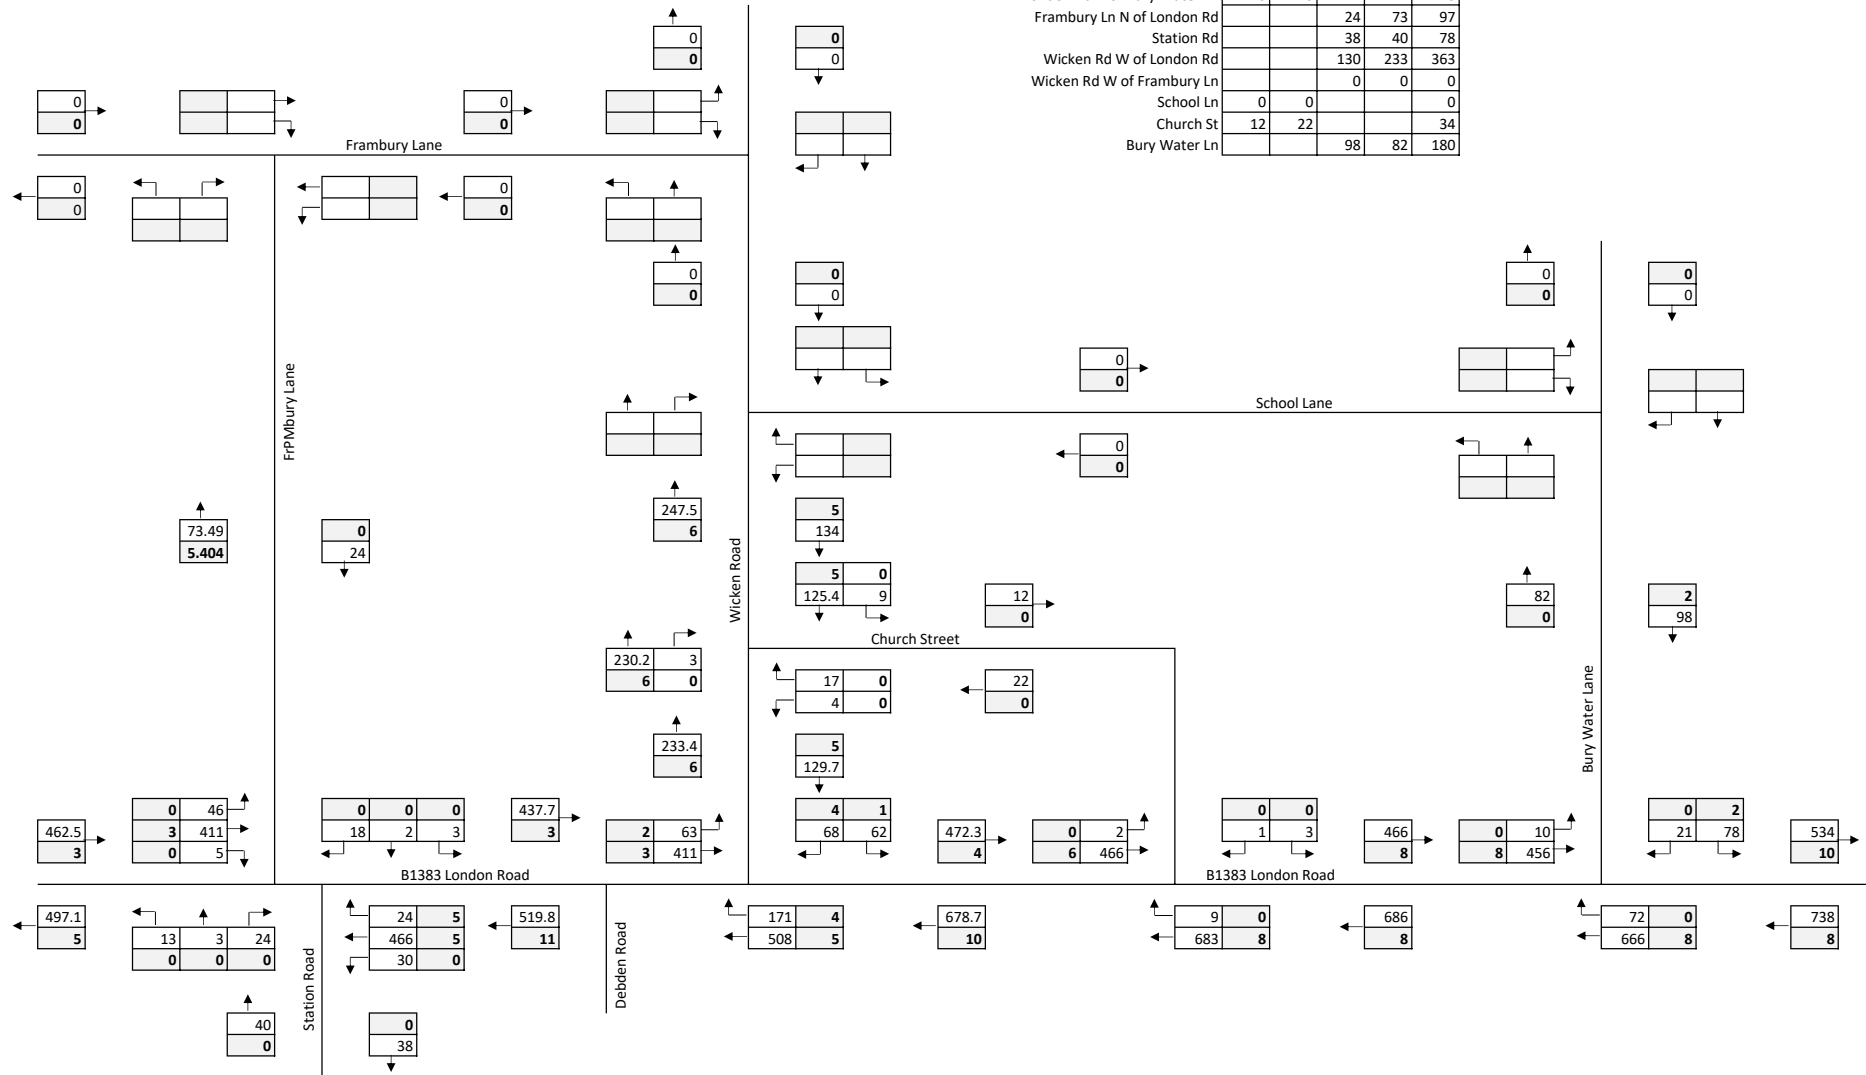 Frambury Ln N of London Rd 24 73 97
0 0 Station Rd 38 40 78
0 0 Wicken Rd W of London Rd 130 233 363
Wicken Rd W of Frambury Ln 0 0 0
0 0 School Ln 0 0 0
0 0 Church St 12 22 34
Frambury Lane Bury Water Ln 98 82 180
0 0
0 0
0 0 0 0
0 0 0 0
0
0
School Lane
FrPMbury Lane
0
0
247.5 5
6 134
73.49 0
5.404 24
Wicken Road
5 0
125.4 9
12 82 2
0 0 98
Church Street
230.2 3
6 0
17 0 22
4 0 0
Bury Water Lane
233.4 5
6 129.7
0 46 0 0 0 437.7 4 1 0 0 0 2
462.5 3 411 18 2 3 3 2 63 68 62 472.3 0 2 1 3 466 0 10 21 78 534
3 0 5 3 411 4 6 466 8 8 456 10
B1383 London Road B1383 London Road
497.1 24 5 519.8 171 4 678.7 9 0 686 72 0 738
5 13 3 24 466 5 11 508 5 10 683 8 8 666 8 8
0 0 0 30 0
Station Road
Debden Road
40 0
0 38